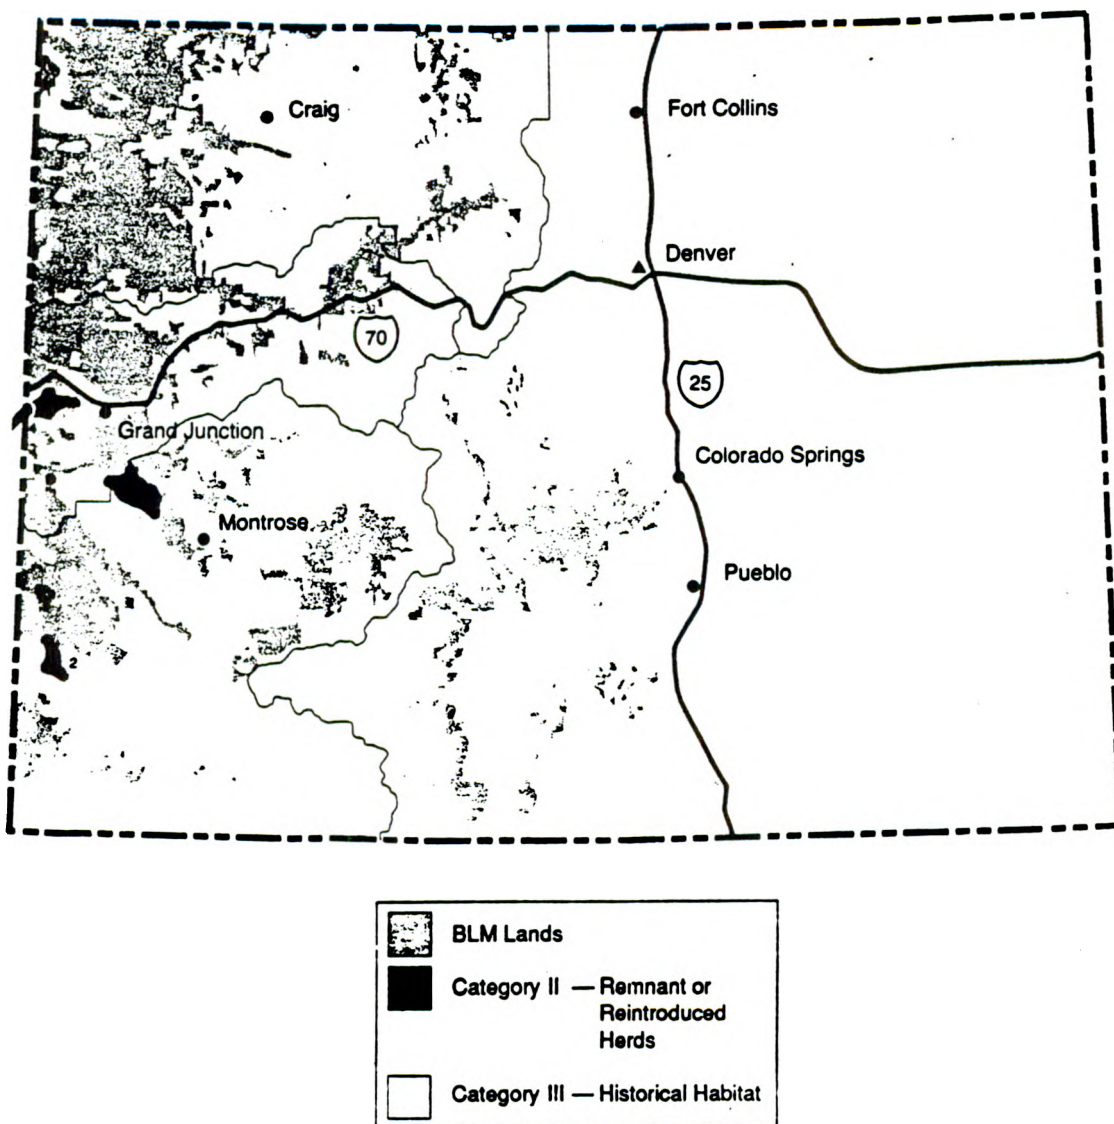 Craig
Fort Collins
Denver
70
25
Grand Junction
Colorado Springs
Montrose
Pueblo
2
BLM Lands
Category II — Remnant or
Reintroduced
Herds
Category III — Historical Habitat